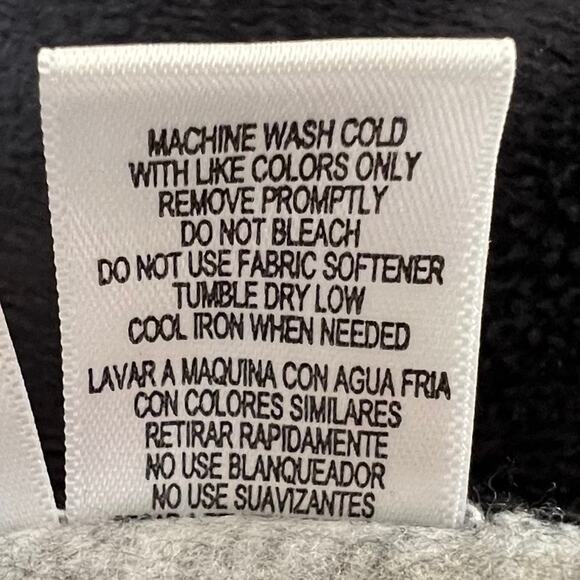 MACHINE WASH COLD
WITH LIKE COLORS ONLY
REMOVE PROMPTLY
DO NOT BLEACH
DO NOT USE FABRIC SOFTENER
TUMBLE DRY LOW
COOL IRON WHEN NEEDED
LAVAR A MAQUINA CON AGUA FRIA
CON COLORES SIMILARES
RETIRAR RAPIDAMENTE
NO USE BLANQUEADOR
NO USE SUAVIZANTES